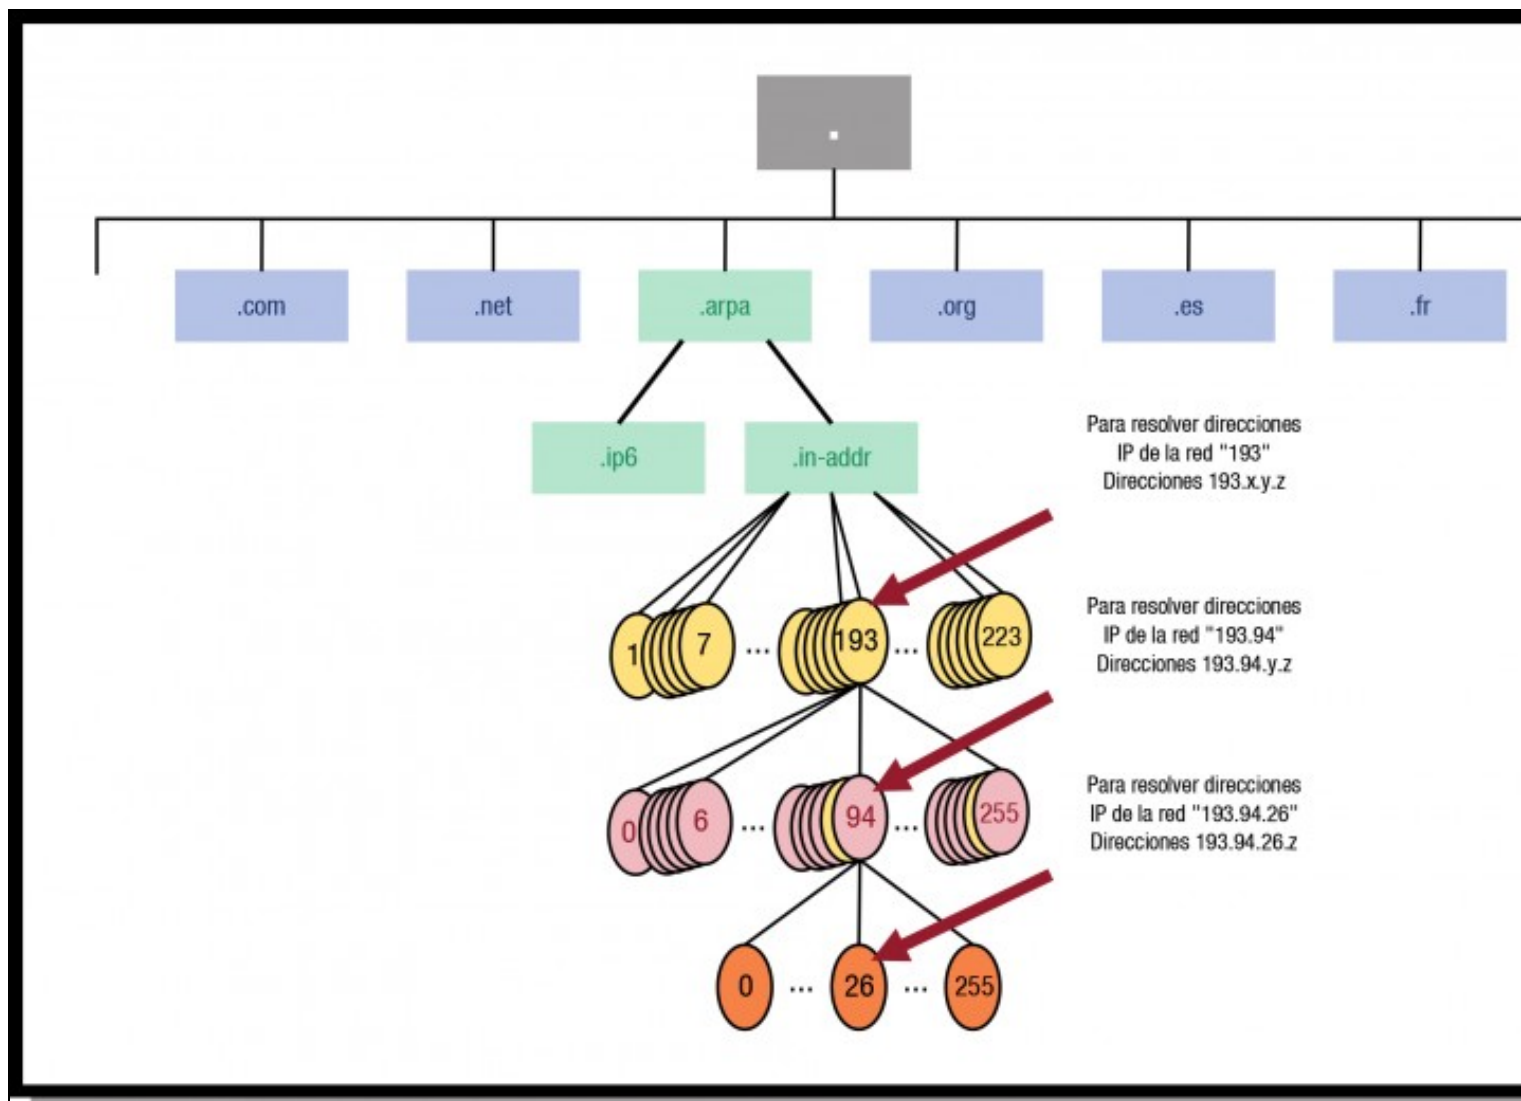 .
.com
.net
.arpa
.org
.es
.fr
.ip6
.in-addr
Para resolver direcciones
IP de la red "193"
Direcciones 193.x.y.z
1
7
...
193
...
223
Para resolver direcciones
IP de la red "193.94"
Direcciones 193.94.y.z
0
6
...
94
...
255
Para resolver direcciones
IP de la red "193.94.26"
Direcciones 193.94.26.z
0
...
26
...
255